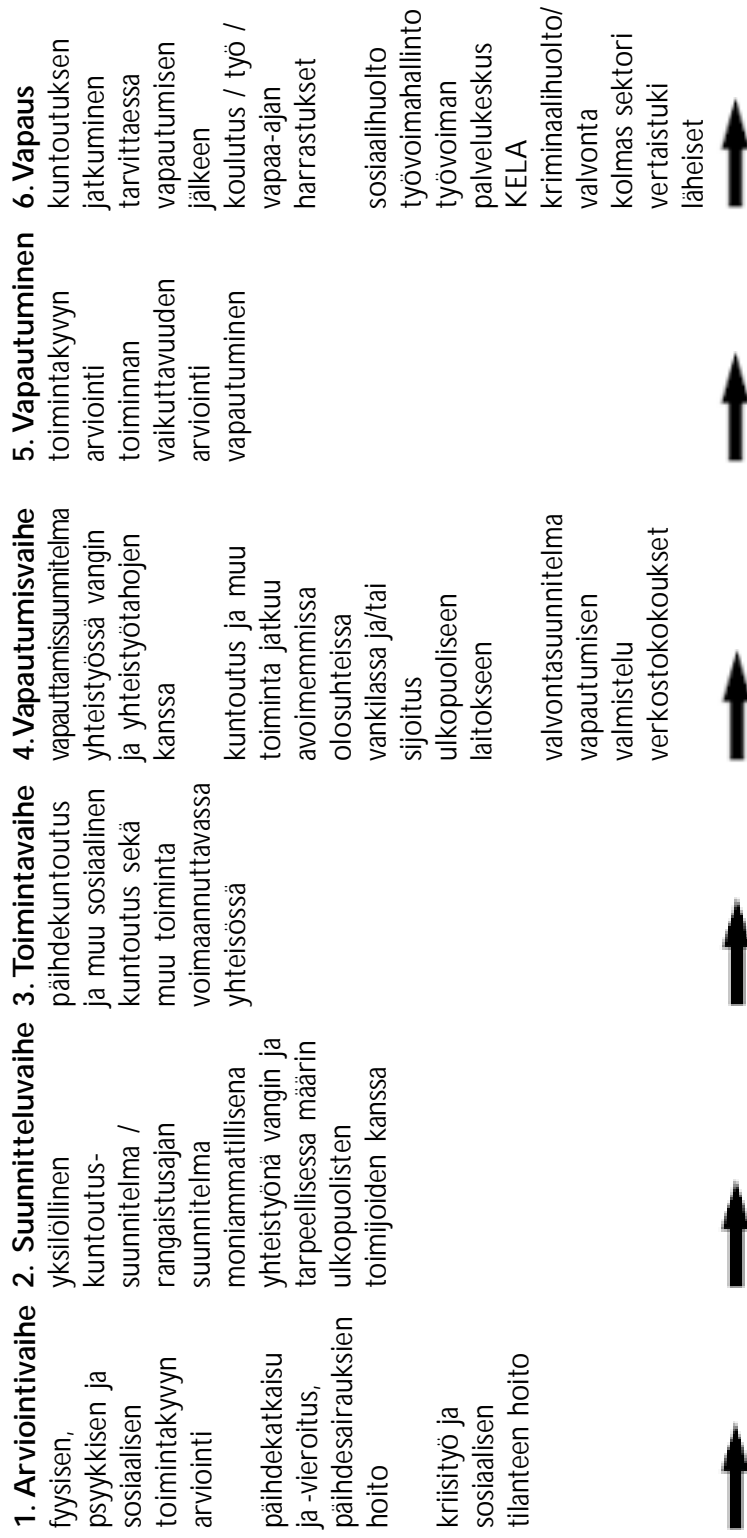 1. Arviointivaihe
fyysisen,
psyykkisen ja
sosiaalisen
toimintakyvyn
arviointi
päihdekatkaisu
ja -vieroitus,
päihdesairauksien
hoito
kriisityö ja
sosiaalisen
tilanteen hoito
2. Suunnitteluvaihe
yksilöllinen
kuntoutus-
suunnitelma /
rangaistusajan
suunnitelma
moniammatillisena
yhteistyönä vangin ja
tarpeellisessa määrin
ulkopuolisten
toimijoiden kanssa
3. Toimintavaihe
päihdekuntoutus
ja muu sosiaalinen
kuntoutus sekä
muu toiminta
voimaannuttavassa
yhteisössä
4. Vapautumisvaihe
vapauttamissuunnitelma
yhteistyössä vangin
ja yhteistyötahojen
kanssa
kuntoutus ja muu
toiminta jatkuu
avoimemmissa
olosuhteissa
vankilassa ja/tai
sijoitus
ulkopuoliseen
laitokseen
valvontasuunnitelma
vapautumisen
valmistelu
verkostokokoukset
5. Vapautuminen
toimintakyvyn
arviointi
toiminnan
vaikuttavuuden
arviointi
vapautuminen
6. Vapaus
kuntoutuksen
jatkuminen
tarvittaessa
vapautumisen
jälkeen
koulutus / työ /
vapaa-ajan
harrastukset
sosiaalihuolto
työvoimahallinto
työvoiman
palvelukeskus
KELA
kriminaalihuolto/
valvonta
kolmas sektori
vertaistuki
läheiset